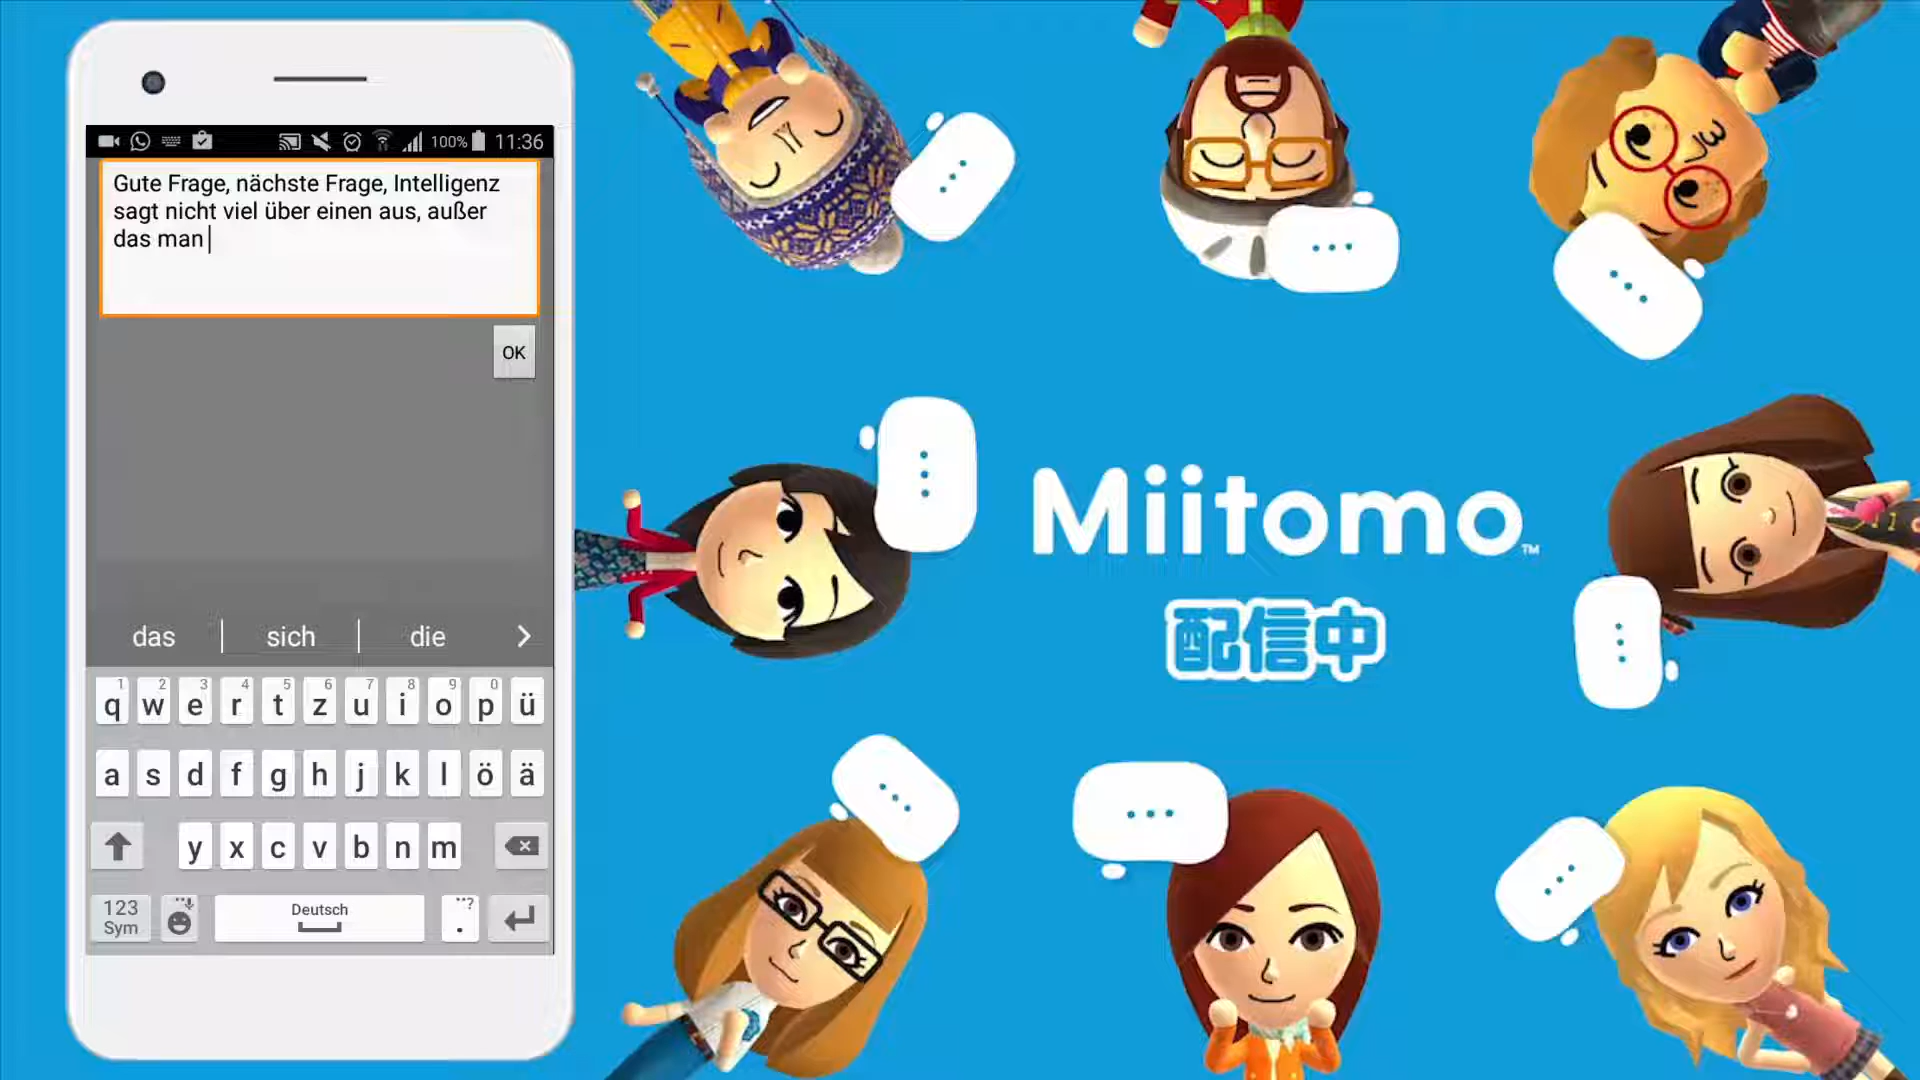 100% 11:36
Gute Frage, nächste Frage, Intelligenz
sagt nicht viel über einen aus, außer
das man
OK
das sich die
1 2 3 4 5 6 7 8 9 0
q w e r t z u i o p ü
a s d f g h j k l ö ä
y x c v b n m
123
Sym
Deutsch
. ?
Miitomo™
配信中